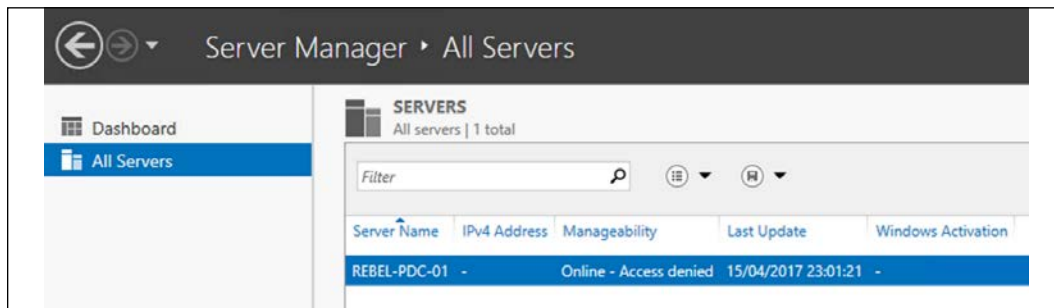 Server Manager ‣ All Servers
Dashboard
All Servers
SERVERS
All servers | 1 total
Filter
Server Name IPv4 Address Manageability Last Update Windows Activation
REBEL-PDC-01 - Online - Access denied 15/04/2017 23:01:21 -